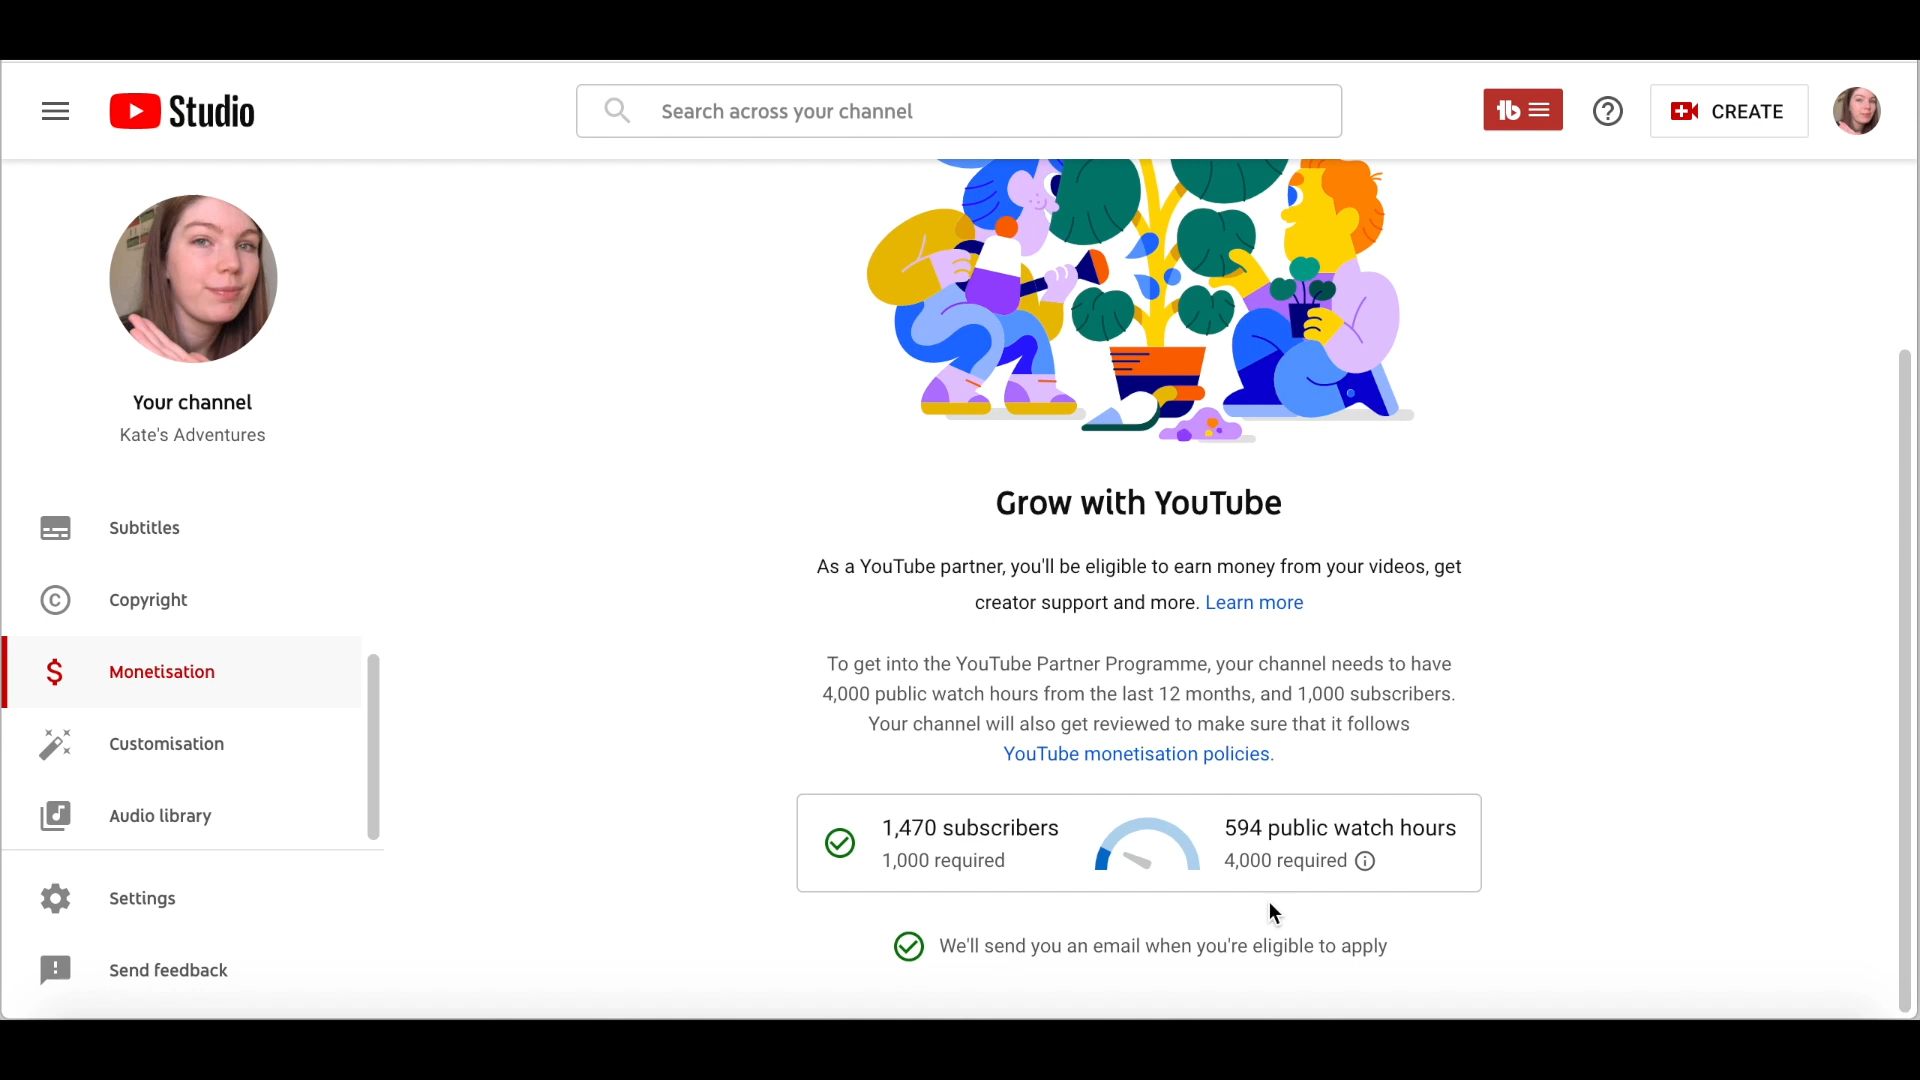 Studio
Search across your channel
CREATE
Your channel
Kate's Adventures
Subtitles
Copyright
Monetisation
Customisation
Audio library
Settings
Send feedback
Grow with YouTube
As a YouTube partner, you'll be eligible to earn money from your videos, get
creator support and more. Learn more
To get into the YouTube Partner Programme, your channel needs to have
4,000 public watch hours from the last 12 months, and 1,000 subscribers.
Your channel will also get reviewed to make sure that it follows
YouTube monetisation policies.
1,470 subscribers
1,000 required
594 public watch hours
4,000 required
We'll send you an email when you're eligible to apply